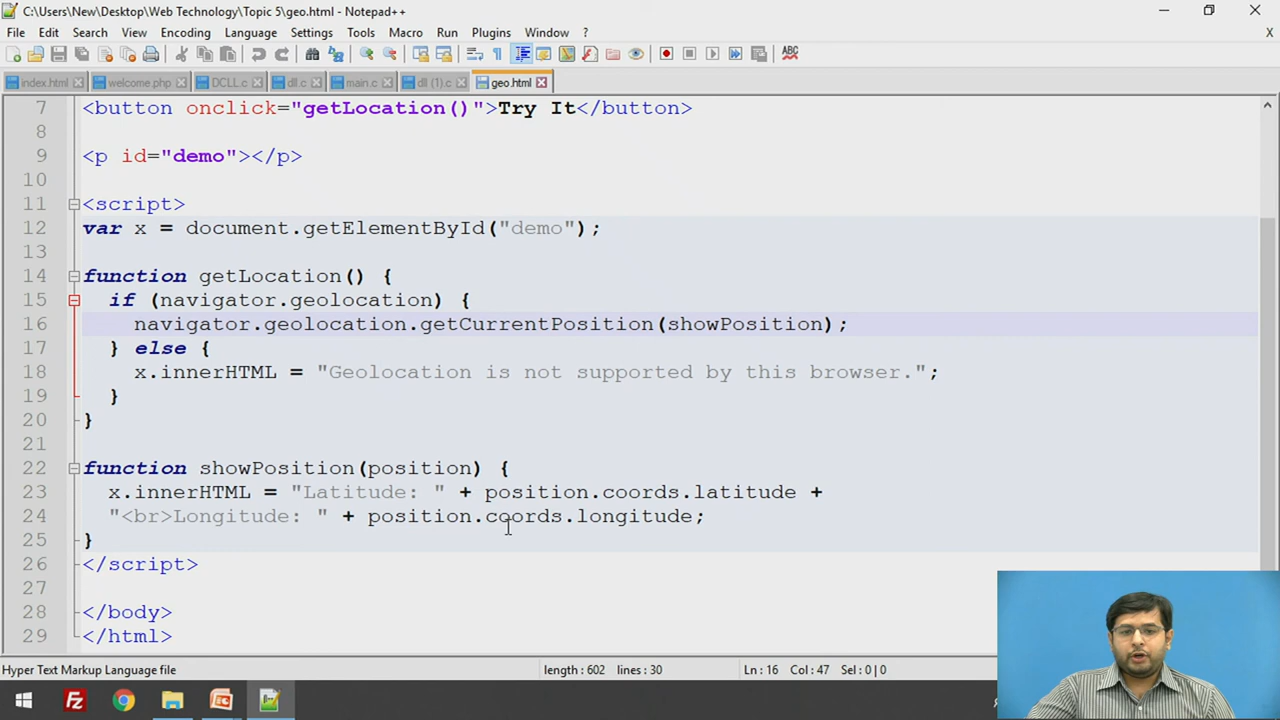 C:\Users\New\Desktop\Web Technology\Topic 5\geo.html - Notepad++
File Edit Search View Encoding Language Settings Tools Macro Run Plugins Window ? X
index.html welcome.php DCLL.c dll.c main.c dll (1).c geo.html
7 <button onclick="getLocation()">Try It</button>
8
9 <p id="demo"></p>
10
11 <script>
12 var x = document.getElementById("demo");
13
14 function getLocation() {
15 if (navigator.geolocation) {
16 navigator.geolocation.getCurrentPosition(showPosition);
17 } else {
18 x.innerHTML = "Geolocation is not supported by this browser.";
19 }
20 }
21
22 function showPosition(position) {
23 x.innerHTML = "Latitude: " + position.coords.latitude +
24 "<br>Longitude: " + position.coords.longitude;
25 }
26 </script>
27
28 </body>
29 </html>
Hyper Text Markup Language file length : 602 lines : 30 Ln : 16 Col : 47 Sel : 0 | 0